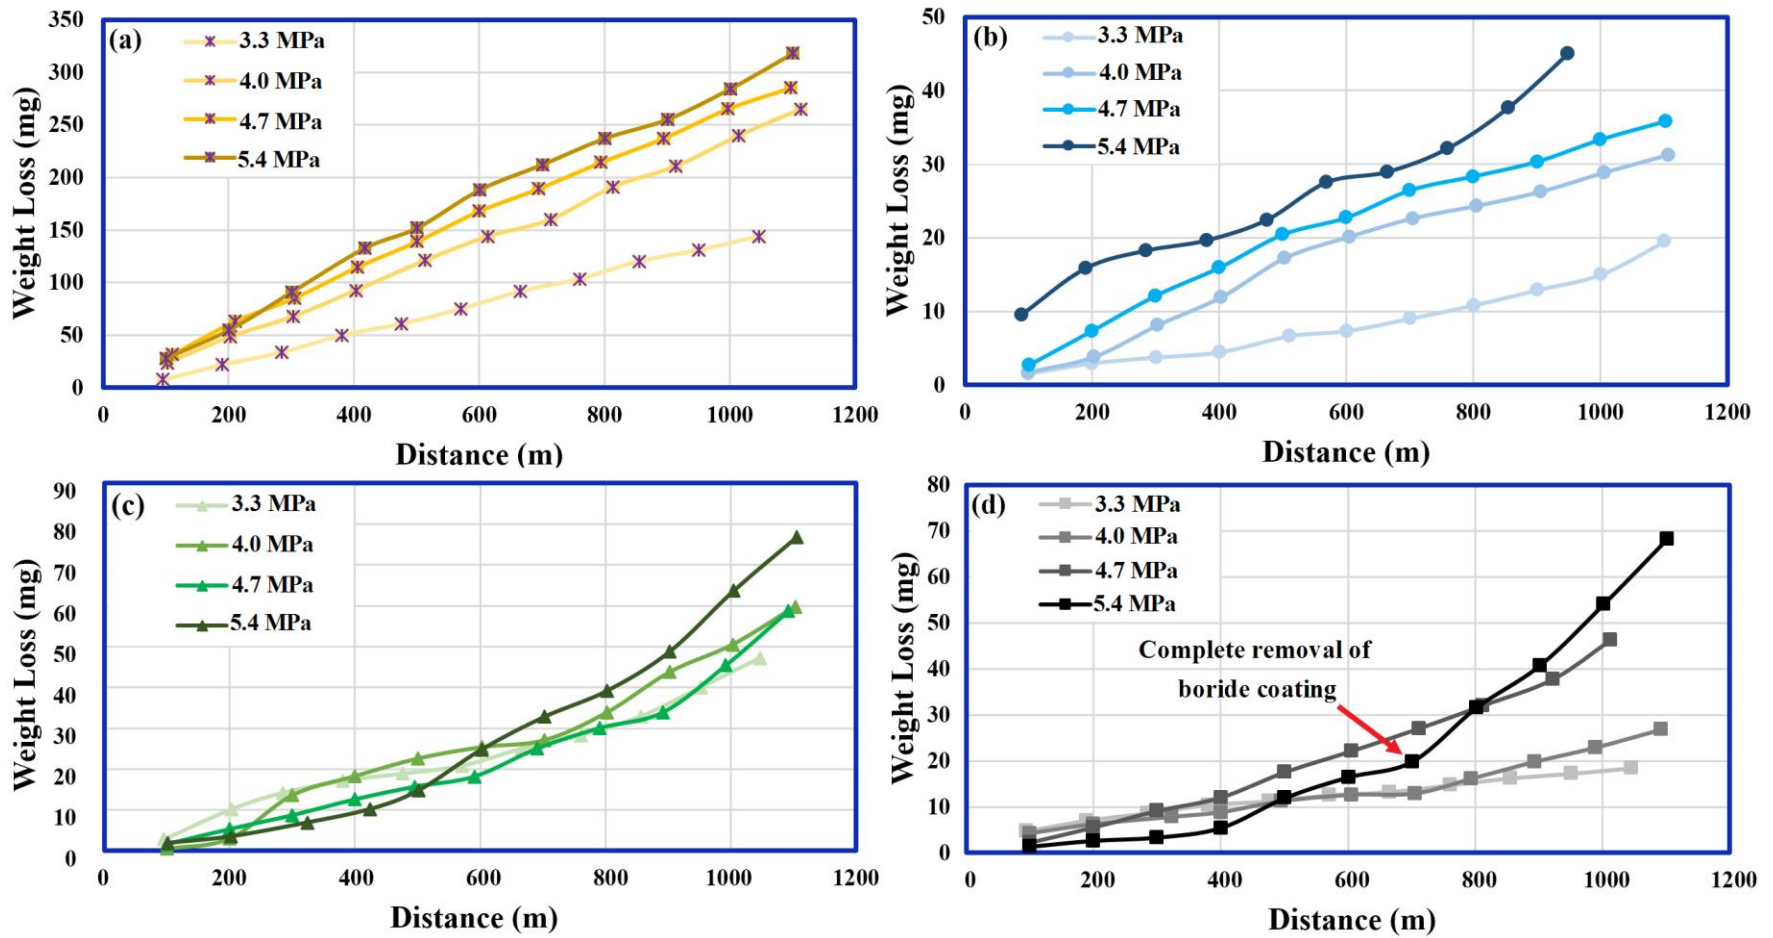 (a)
3.3 MPa
4.0 MPa
4.7 MPa
5.4 MPa
Weight Loss (mg)
350
300
250
200
150
100
50
0
0 200 400 600 800 1000 1200
Distance (m)
(b)
3.3 MPa
4.0 MPa
4.7 MPa
5.4 MPa
Weight Loss (mg)
50
40
30
20
10
0
0 200 400 600 800 1000 1200
Distance (m)
(c)
3.3 MPa
4.0 MPa
4.7 MPa
5.4 MPa
Weight Loss (mg)
90
80
70
60
50
40
30
20
10
0
0 200 400 600 800 1000 1200
Distance (m)
(d)
3.3 MPa
4.0 MPa
4.7 MPa
5.4 MPa
Complete removal of
boride coating
Weight Loss (mg)
80
70
60
50
40
30
20
10
0
0 200 400 600 800 1000 1200
Distance (m)